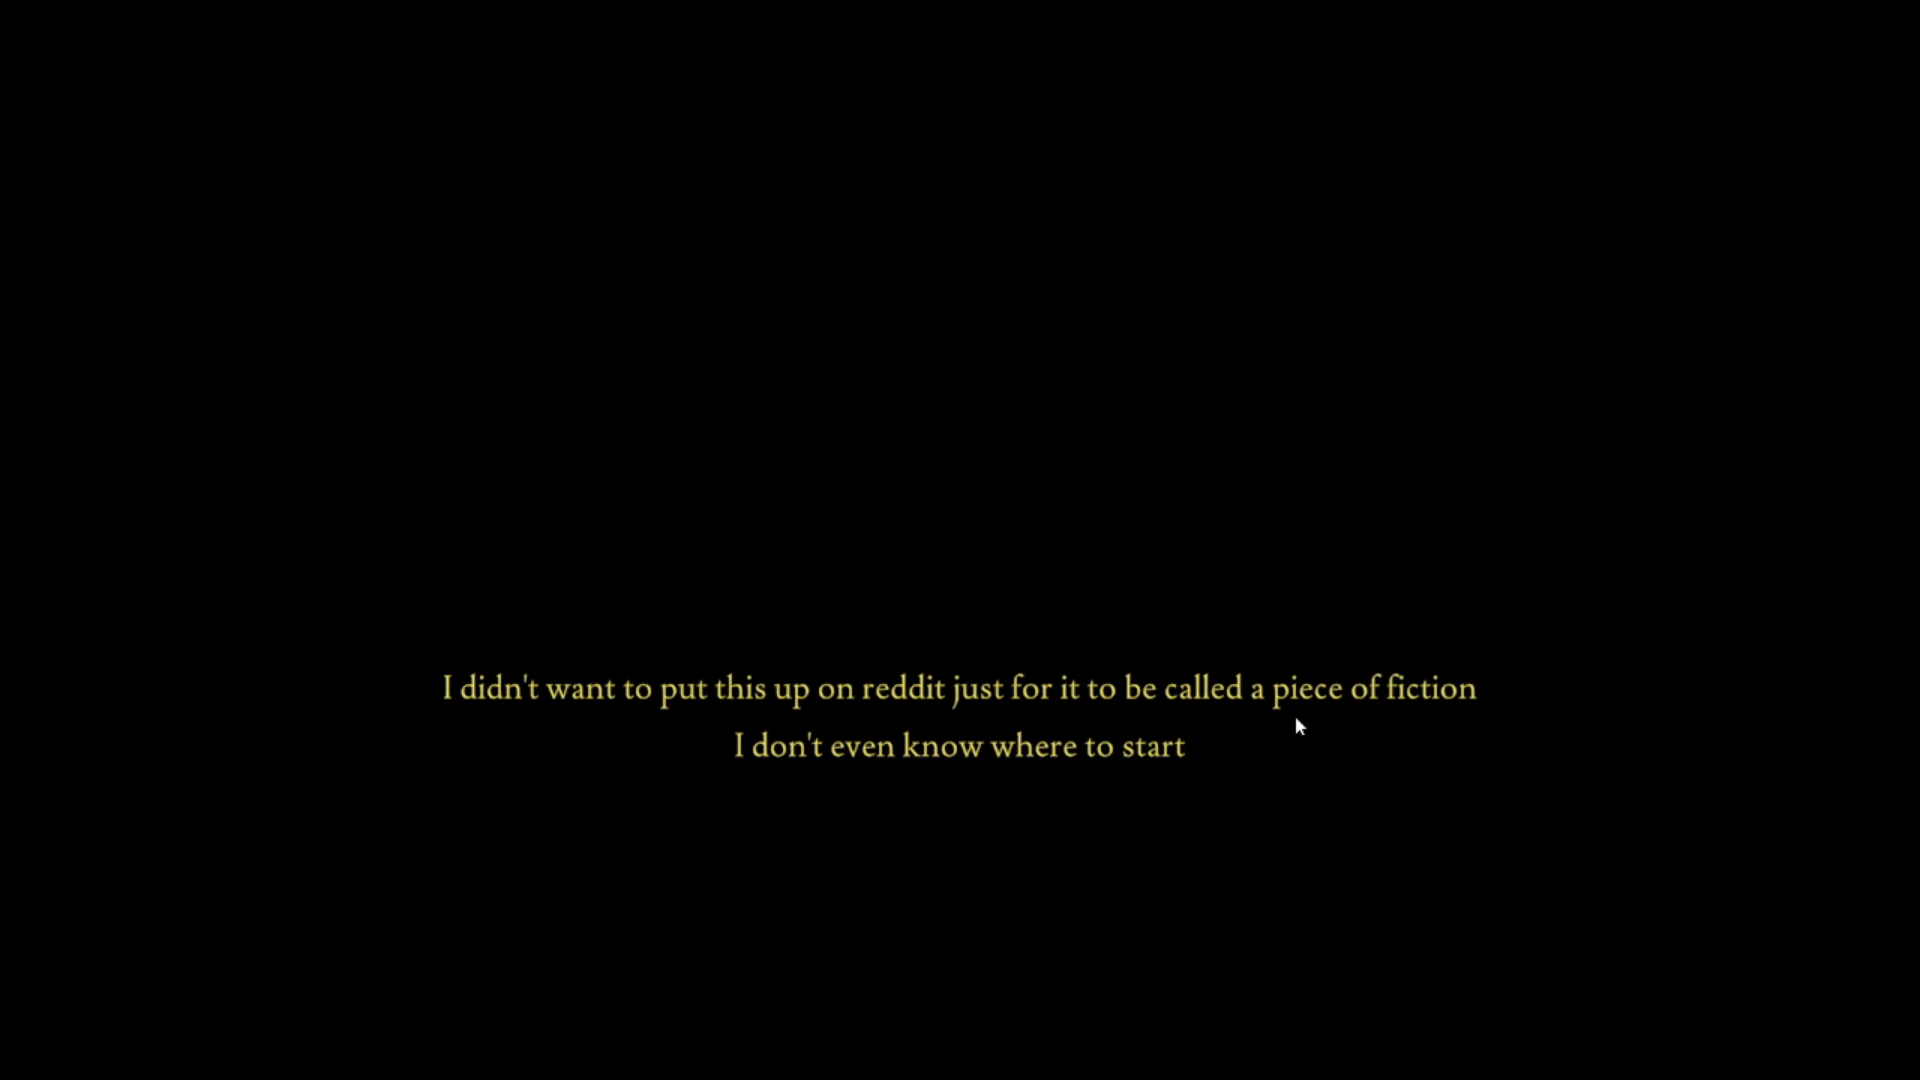 I didn't want to put this up on reddit just for it to be called a piece of fiction
I don't even know where to start